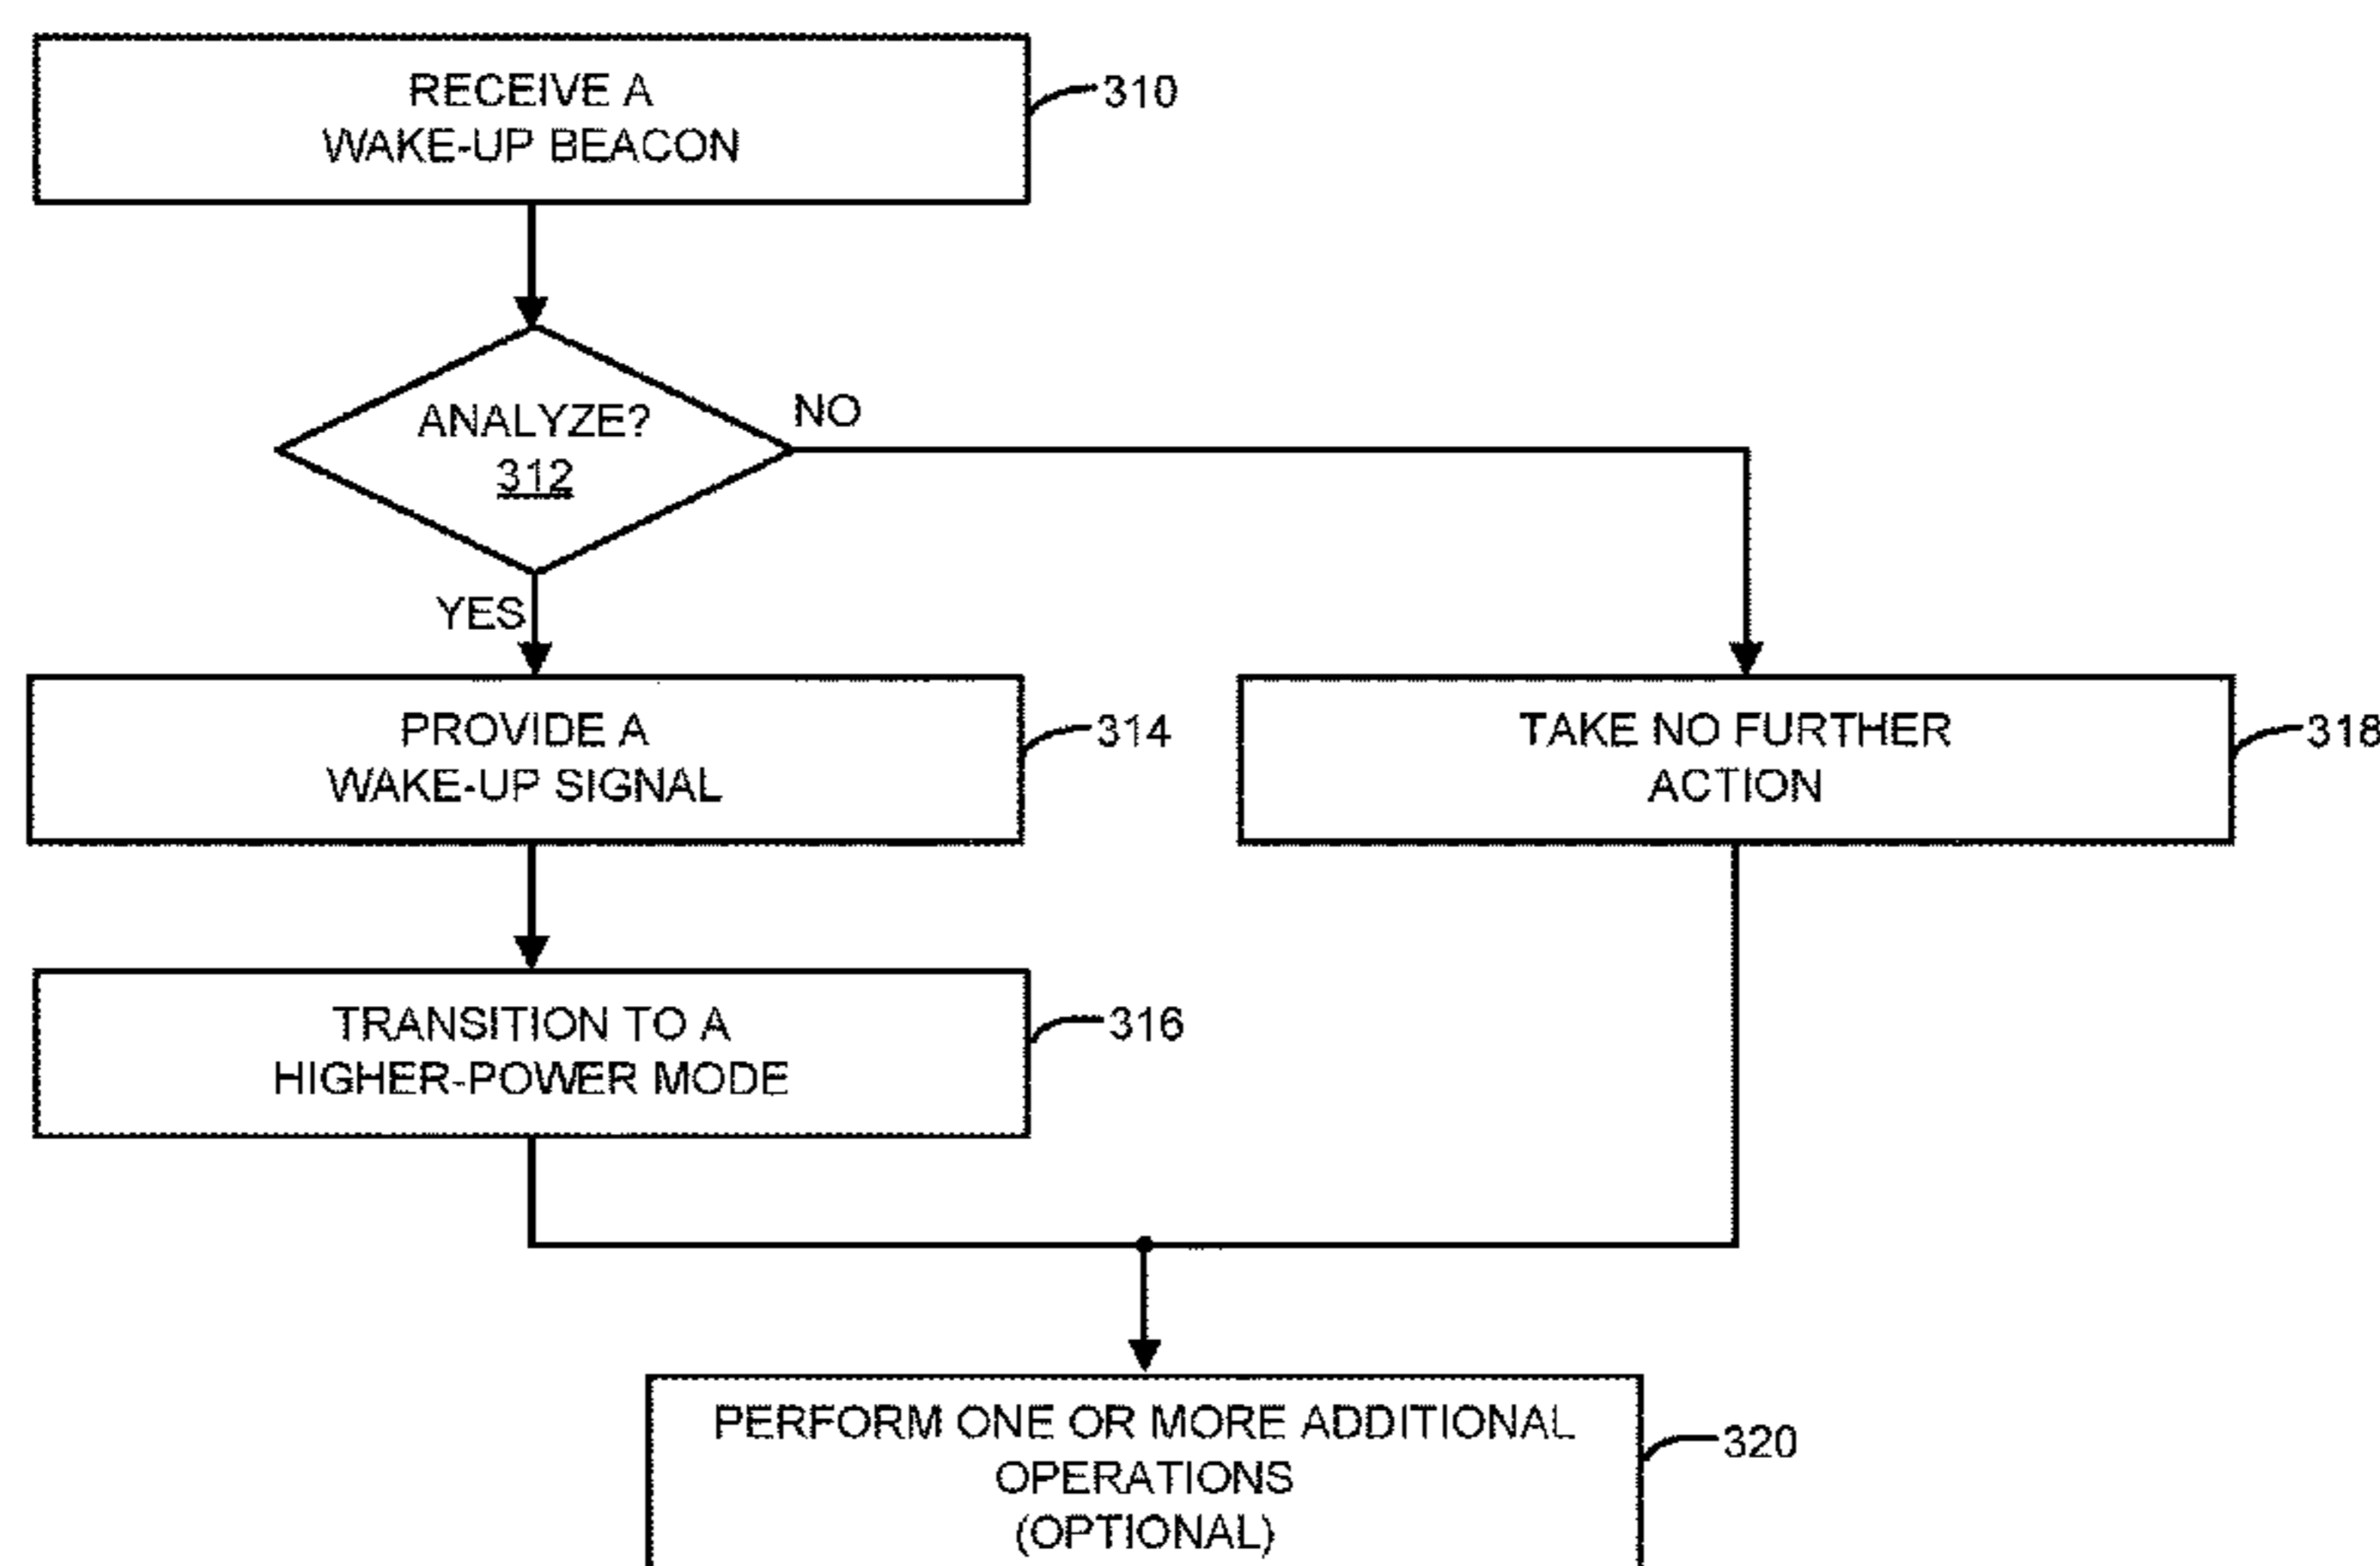 RECEIVE A
WAKE-UP BEACON
310
ANALYZE?
312
NO
YES
PROVIDE A
WAKE-UP SIGNAL
314
TAKE NO FURTHER
ACTION
318
TRANSITION TO A
HIGHER-POWER MODE
316
PERFORM ONE OR MORE ADDITIONAL
OPERATIONS
(OPTIONAL)
320